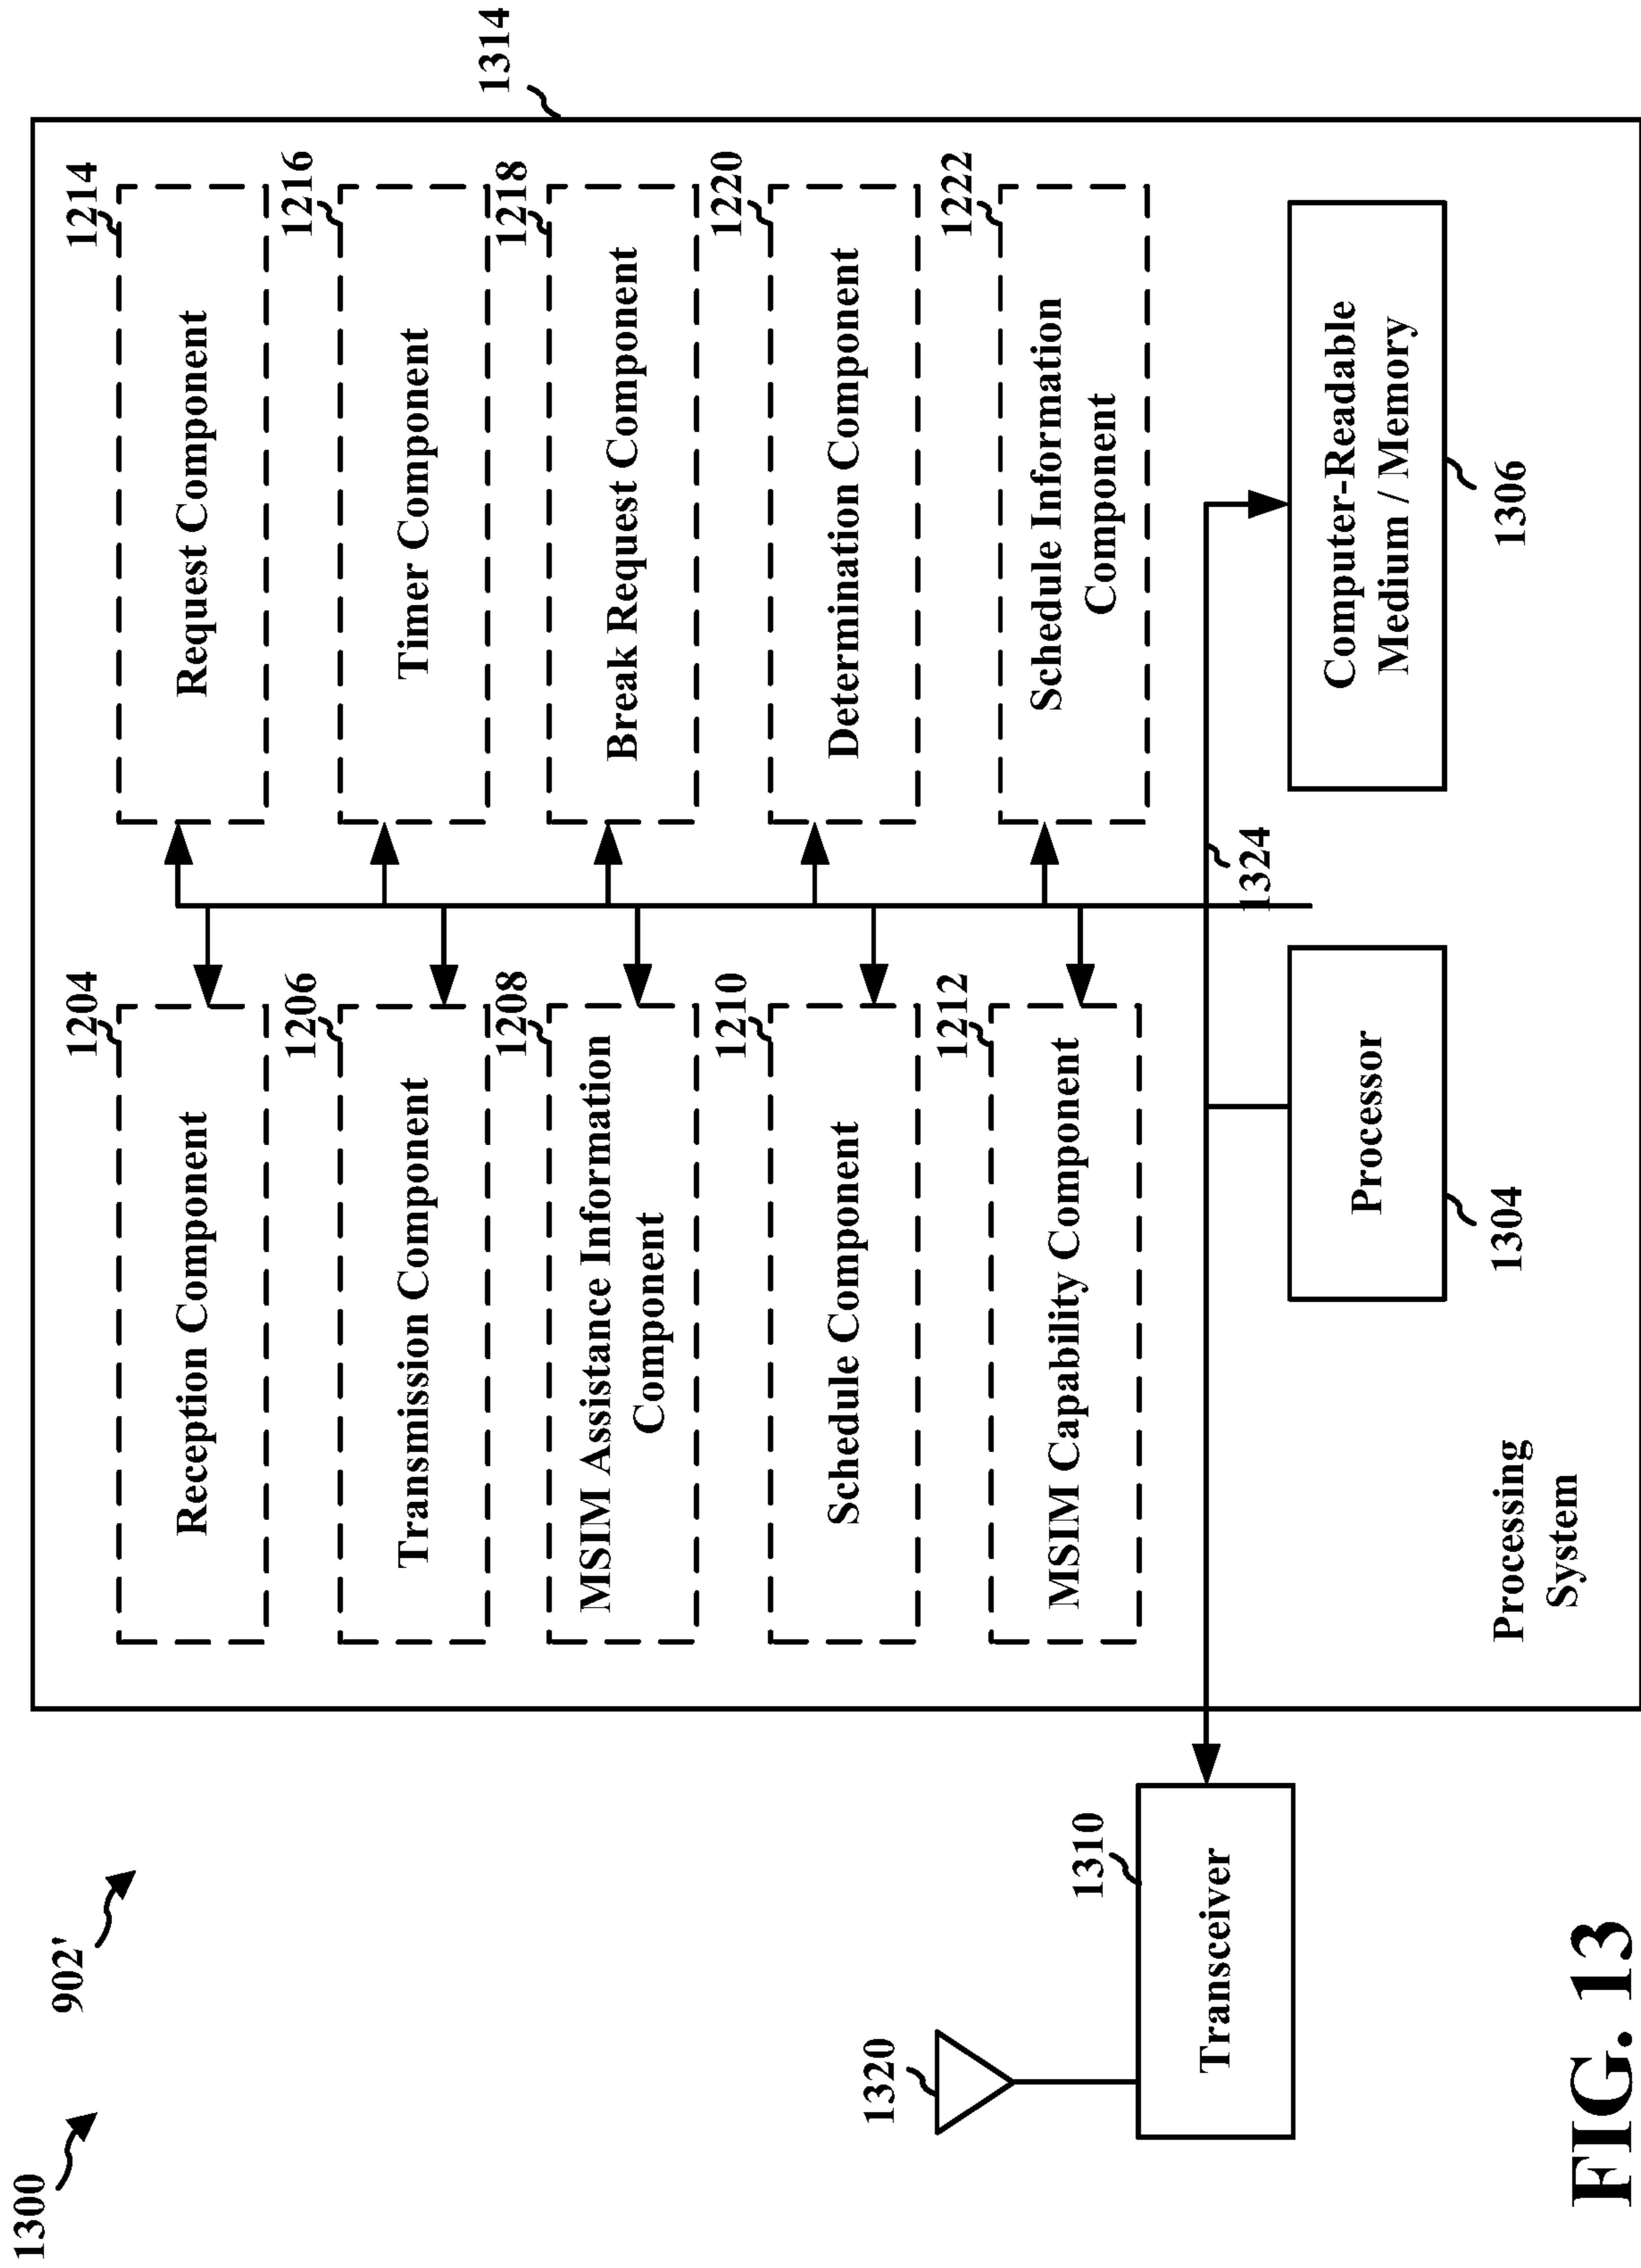 1300
902'
1314
1204
Reception Component
1214
Request Component
1206
Transmission Component
1216
Timer Component
1208
MSIM Assistance Information
Component
1218
Break Request Component
1210
Schedule Component
1220
Determination Component
1212
MSIM Capability Component
1222
Schedule Information
Component
1320
1310
Transceiver
1324
Processor
1304
Computer-Readable
Medium / Memory
1306
Processing
System
FIG. 13